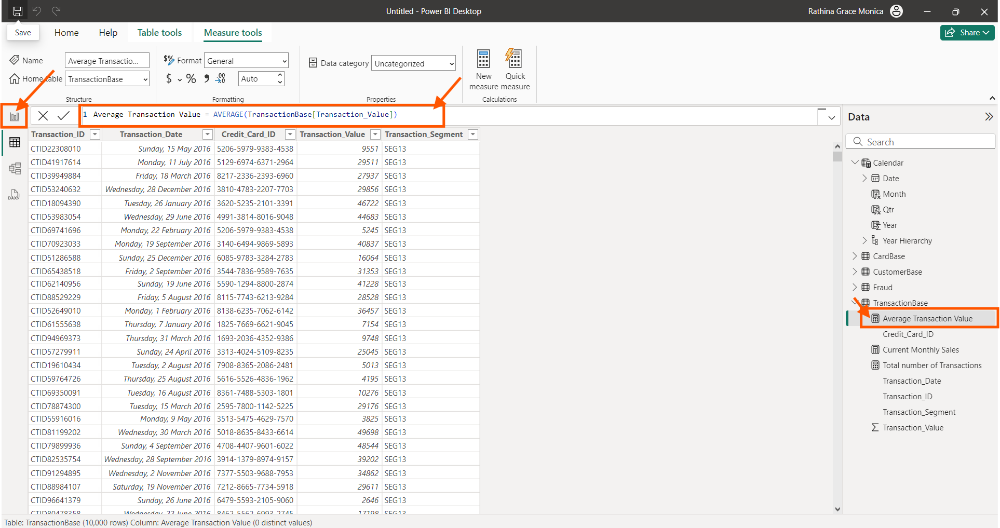 Untitled - Power BI Desktop
Rathina Grace Monica
Save
Home
Help
Table tools
Measure tools
Share
Name
Average Transactio...
Home table
TransactionBase
Structure
$% Format
General
$ % , .00
Auto
Formatting
Data category
Uncategorized
Properties
New measure
Quick measure
Calculations
1 Average Transaction Value = AVERAGE(TransactionBase[Transaction_Value])
DAX
Transaction_ID Transaction_Date Credit_Card_ID Transaction_Value Transaction_Segment
CTID22308010 Sunday, 15 May 2016 5206-5979-9383-4538 9551 SEG13
CTID41917614 Monday, 11 July 2016 5129-6974-6371-2964 29511 SEG13
CTID39949884 Friday, 18 March 2016 8217-2336-2393-6960 27937 SEG13
CTID53240632 Wednesday, 28 December 2016 3810-4783-2207-7703 29856 SEG13
CTID18094390 Tuesday, 26 January 2016 3620-5235-2101-3391 46722 SEG13
CTID53983054 Wednesday, 29 June 2016 4991-3814-8016-9048 44683 SEG13
CTID69741696 Monday, 22 February 2016 5206-5979-9383-4538 5245 SEG13
CTID70923033 Monday, 19 September 2016 3140-6494-9869-5893 40837 SEG13
CTID51286588 Sunday, 25 December 2016 6085-9783-3284-2783 16064 SEG13
CTID65438518 Friday, 2 September 2016 3544-7836-9589-7635 31353 SEG13
CTID62140956 Sunday, 19 June 2016 5590-1294-8800-2874 41228 SEG13
CTID88529229 Friday, 5 August 2016 8115-7743-6213-9284 28528 SEG13
CTID52649010 Monday, 1 February 2016 8138-6235-7062-6142 36457 SEG13
CTID61555638 Thursday, 7 January 2016 1825-7669-6621-9045 7154 SEG13
CTID94969373 Thursday, 31 March 2016 1693-2036-4352-9386 9748 SEG13
CTID57279911 Sunday, 24 April 2016 3313-4024-5109-8235 25045 SEG13
CTID19610434 Tuesday, 2 August 2016 7908-8365-2086-2481 5013 SEG13
CTID59764726 Thursday, 25 August 2016 5616-5526-4836-1962 4195 SEG13
CTID69350091 Tuesday, 16 August 2016 8361-7488-5303-1801 10276 SEG13
CTID78874300 Tuesday, 15 March 2016 2595-7800-1142-5225 29176 SEG13
CTID55916016 Monday, 9 May 2016 3513-5475-4629-7570 3825 SEG13
CTID81199202 Wednesday, 30 March 2016 5018-8635-8433-6614 49698 SEG13
CTID79899936 Sunday, 4 September 2016 4708-4407-9601-6022 48544 SEG13
CTID82535754 Wednesday, 28 September 2016 3914-1379-8974-9157 39202 SEG13
CTID91294895 Wednesday, 2 November 2016 7377-5503-9688-7953 34862 SEG13
CTID88984107 Saturday, 19 November 2016 7212-8665-7734-5918 29611 SEG13
CTID96641379 Sunday, 26 June 2016 6479-5593-2105-9060 2646 SEG13
Data
Search
Calendar
Date
Month
Qtr
Year
Year Hierarchy
CardBase
CustomerBase
Fraud
TransactionBase
Average Transaction Value
Credit_Card_ID
Current Monthly Sales
Total number of Transactions
Transaction_Date
Transaction_ID
Transaction_Segment
Transaction_Value
Table: TransactionBase (10,000 rows) Column: Average Transaction Value (0 distinct values)